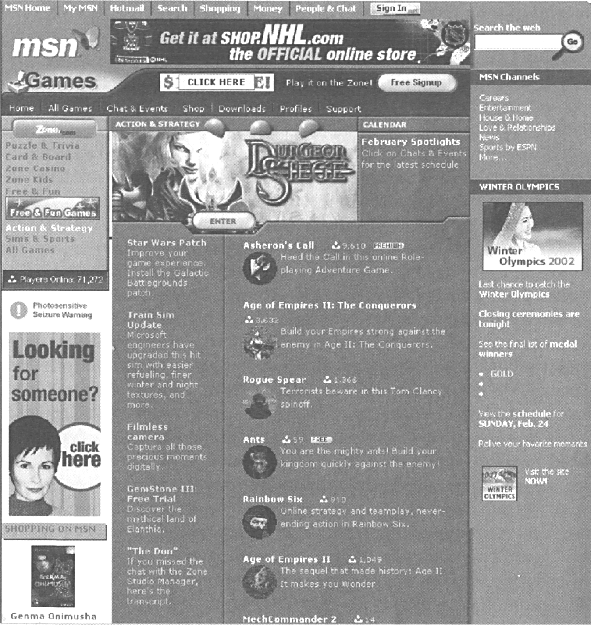 MSN Home
My MSN
Hotmail
Search
Shopping
Money
People & Chat
Sign In
msn
Games
Get it at SHOP.NHL.com
the OFFICIAL online store
Search the web
Go
CLICK HERE
Play it on the Zone!
Free Signup
Home
All Games
Chat & Events
Shop
Downloads
Profiles
Support
Zone.com
Puzzle & Trivia
Card & Board
Zone Casino
Zone Kids
Free & Fun
Free & Fun Games
Action & Strategy
Sims & Sports
All Games
Players Online: 71,272
Photosensitive
Seizure Warning
Looking
for
someone?
click
here
SHOPPING ON MSN
Genma Onimusha
ACTION & STRATEGY
DUNGEON
SIEGE
ENTER
CALENDAR
February Spotlights
Click on Chats & Events
for the latest schedule
Star Wars Patch
Improve your
game experience.
Install the Galactic
Battlegrounds
patch.
Train Sim
Update
Microsoft
engineers have
upgraded this hit
sim with easier
refueling, finer
winter and night
textures, and
more.
Filmless
camera
Capture all those
precious moments
digitally.
GemStone III:
Free Trial
Discover the
mythical land of
Elanthia.
"The Don"
If you missed the
chat with the Zone
Studio Manager,
here's the
transcript.
Asheron's Call 9,610 PREMIUM
Heed the Call in this online Role-
playing Adventure Game.
Age of Empires II: The Conquerors
Build your Empires strong against the
enemy in Age II: The Conquerors.
Rogue Spear
Terrorists beware in this Tom Clancy
spinoff.
Ants 59
You are the mighty ants! Build your
kingdom quickly against the enemy!
Rainbow Six 910
Online strategy and teamplay, never-
ending action in Rainbow Six.
Age of Empires II 1,049
The sequel that made history: Age II
It makes you Wonder
MechCommander 2 14
MSN Channels
Careers
Entertainment
House & Home
Love & Relationships
News
Sports by ESPN
More...
WINTER OLYMPICS
Winter
Olympics 2002
Last chance to catch the
Winter Olympics
Closing ceremonies are
tonight
See the final list of medal
winners
GOLD
View the schedule for
SUNDAY, Feb. 24
Relive your favorite moments
WINTER
OLYMPICS
Visit the site
NOW!